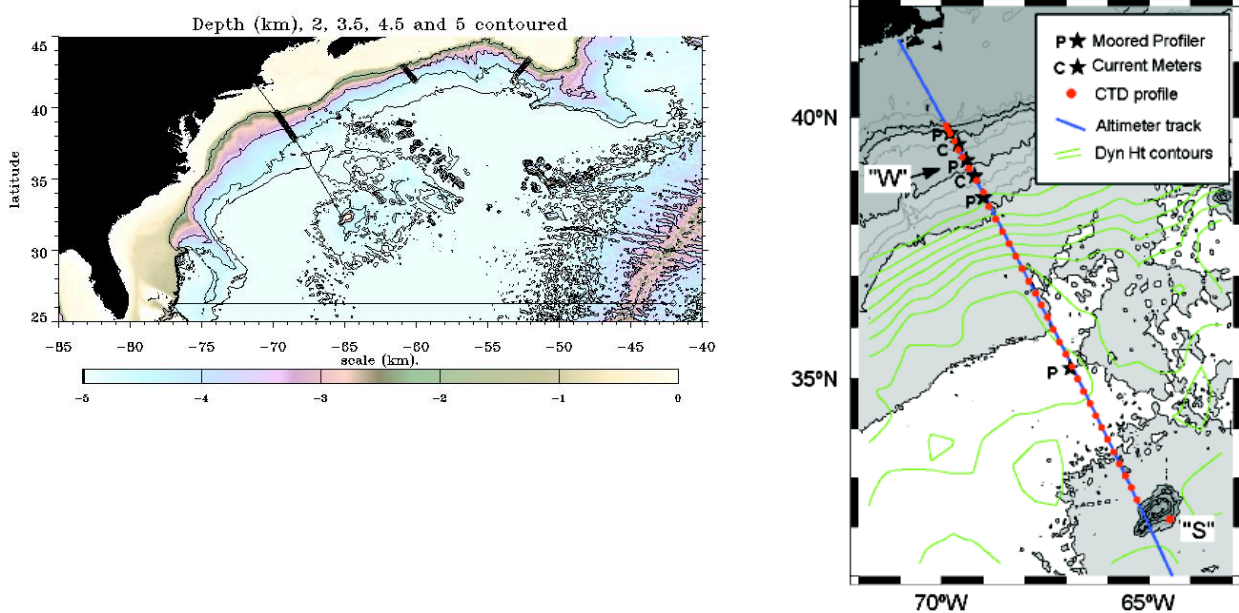 Depth (km), 2, 3.5, 4.5 and 5 contoured
45
40
35
30
25
latitude
-85 -80 -75 -70 -65 -60 -55 -50 -45 -40
scale (km).
-5 -4 -3 -2 -1 0
P ★ Moored Profiler
C ★ Current Meters
CTD profile
Altimeter track
Dyn Ht contours
40°N
P
C
P
"W"
C
P
35°N
P
"S"
70°W 65°W